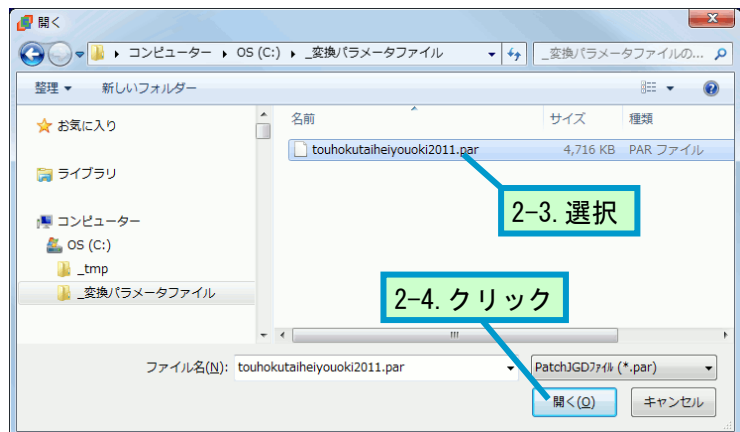 開く
コンピューター ▸ OS (C:) ▸ _変換パラメータファイル
_変換パラメータファイルの...
整理 ▼ 新しいフォルダー
名前 サイズ 種類
お気に入り
touhokutaiheiyouoki2011.par 4,716 KB PAR ファイル
ライブラリ
2-3. 選択
コンピューター
OS (C:)
_tmp
_変換パラメータファイル
2-4. クリック
ファイル名(N): touhokutaiheiyouoki2011.par PatchJGDファイル (*.par)
開く(O) キャンセル